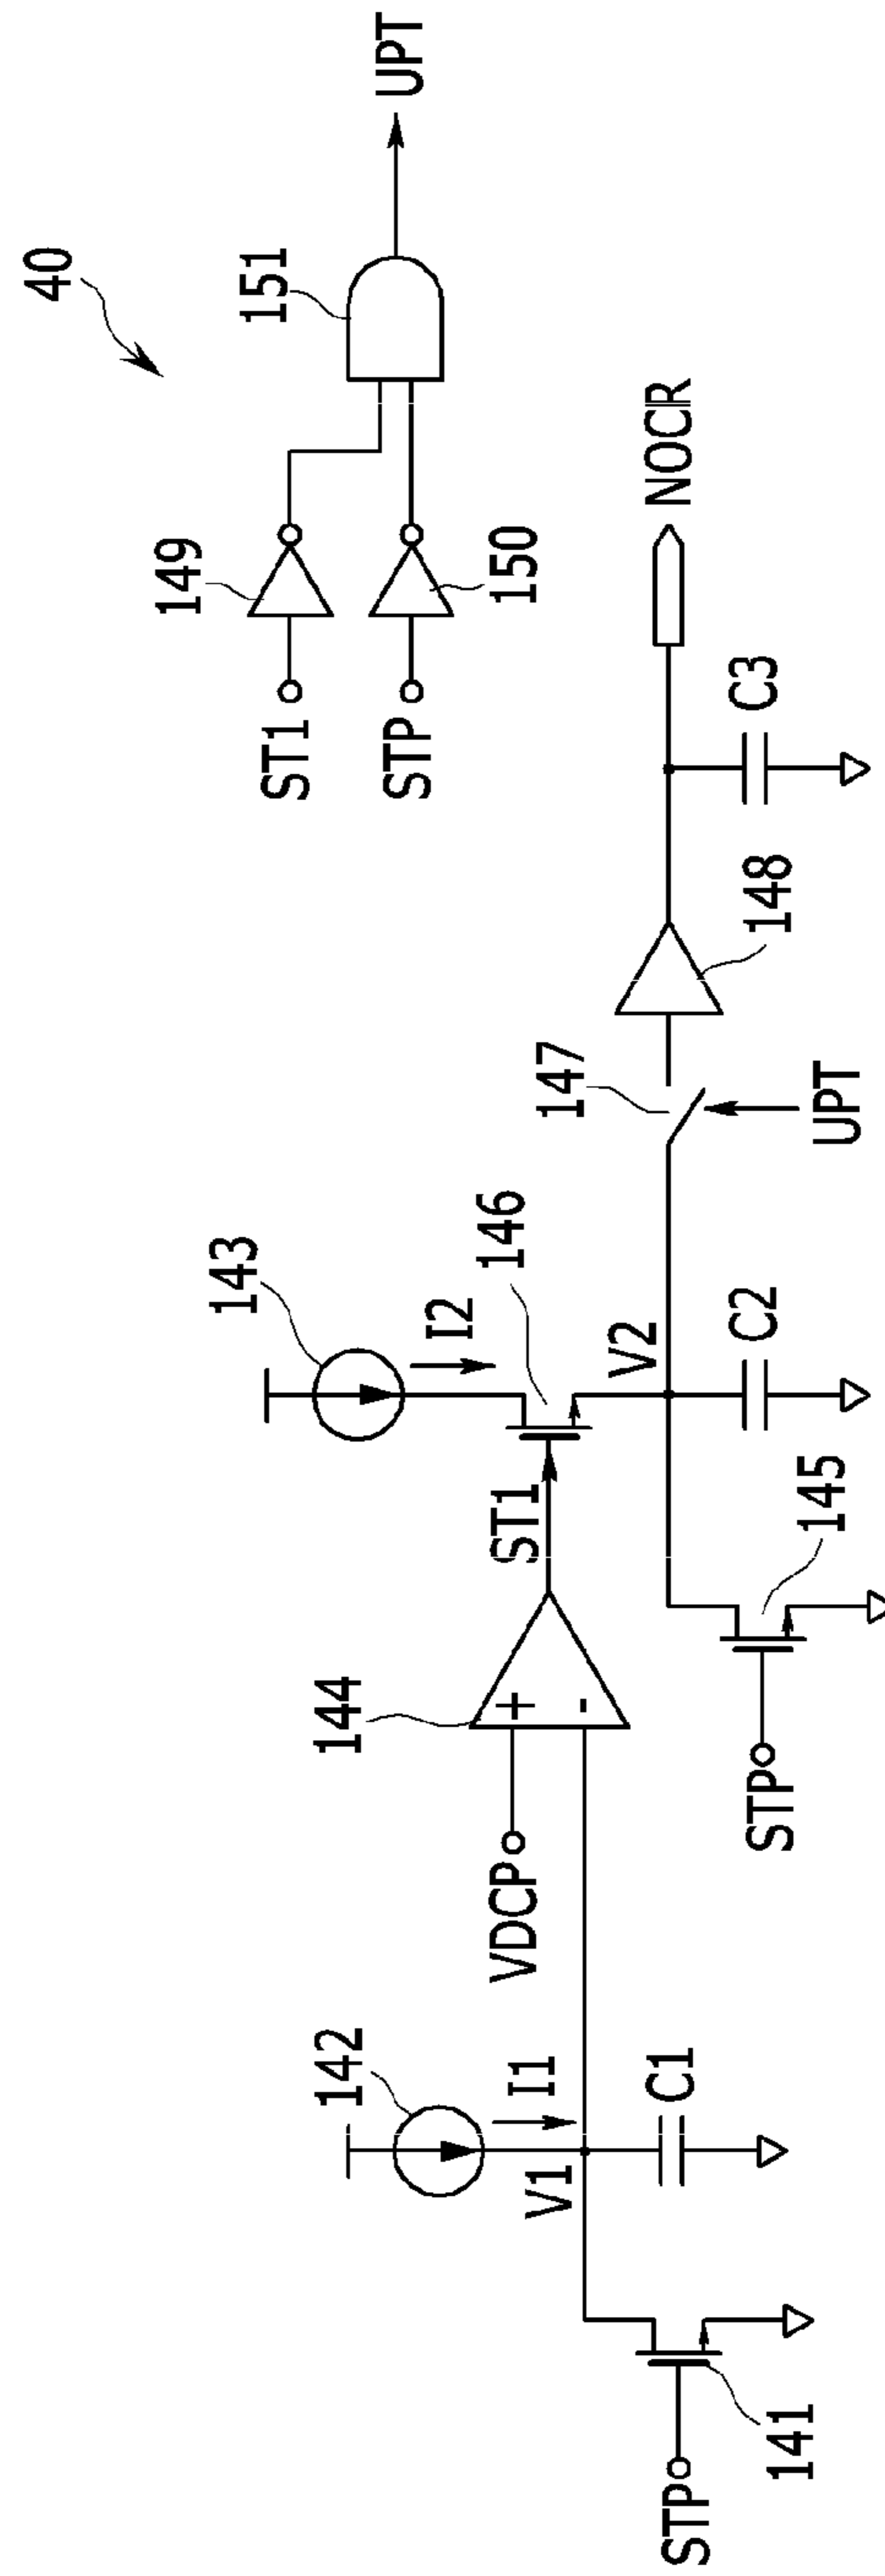 40
UPT
151
149
ST1
150
STP
NOCR
C3
148
147
UPT
143
I2
146
V2
C2
ST1
145
STP
144
+
-
VDCP
142
I1
V1
C1
141
STP